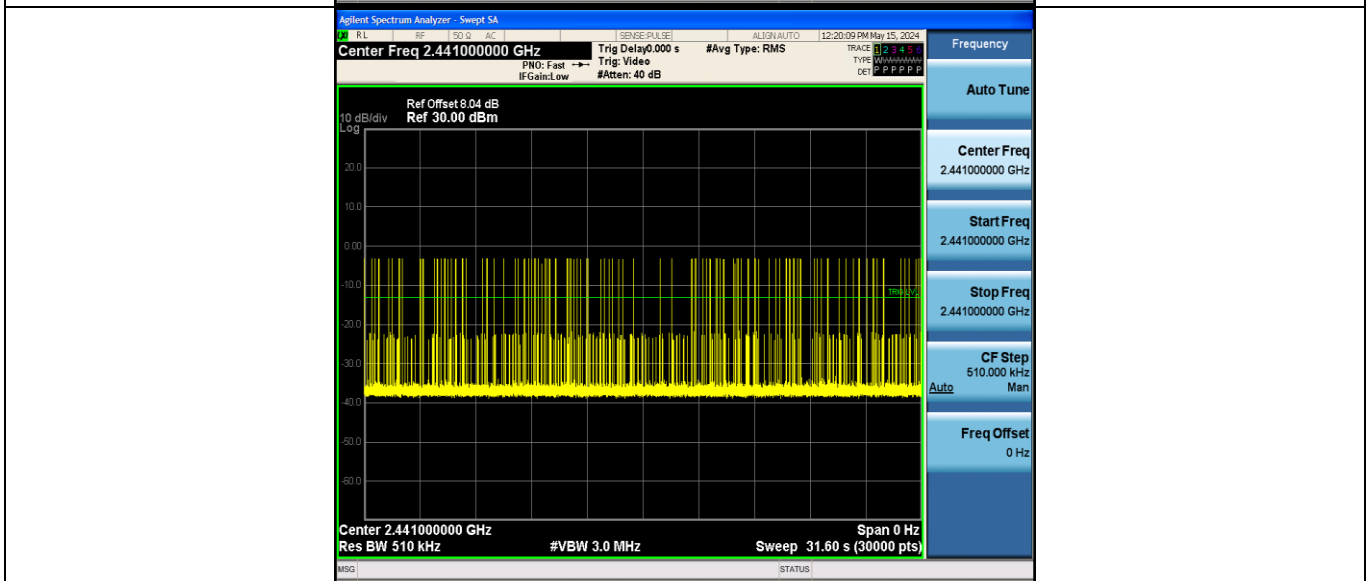 Agilent Spectrum Analyzer - Swept SA
RL RF 50 Ω AC SENSE:PULSE ALIGN AUTO 12:20:09 PM May 15, 2024
Center Freq 2.441000000 GHz
PNO: Fast
IFGain:Low
Trig Delay0.000 s
Trig: Video
#Atten: 40 dB
#Avg Type: RMS
TRACE 1 2 3 4 5 6
TYPE
DET P P P P P P
Ref Offset 8.04 dB
10 dB/div Ref 30.00 dBm
Log
20.0
10.0
0.00
-10.0
-20.0
-30.0
-40.0
-50.0
-60.0
Center 2.441000000 GHz Span 0 Hz
Res BW 510 kHz #VBW 3.0 MHz Sweep 31.60 s (30000 pts)
MSG STATUS
Frequency
Auto Tune
Center Freq
2.441000000 GHz
Start Freq
2.441000000 GHz
Stop Freq
2.441000000 GHz
CF Step
510.000 kHz
Auto Man
Freq Offset
0 Hz